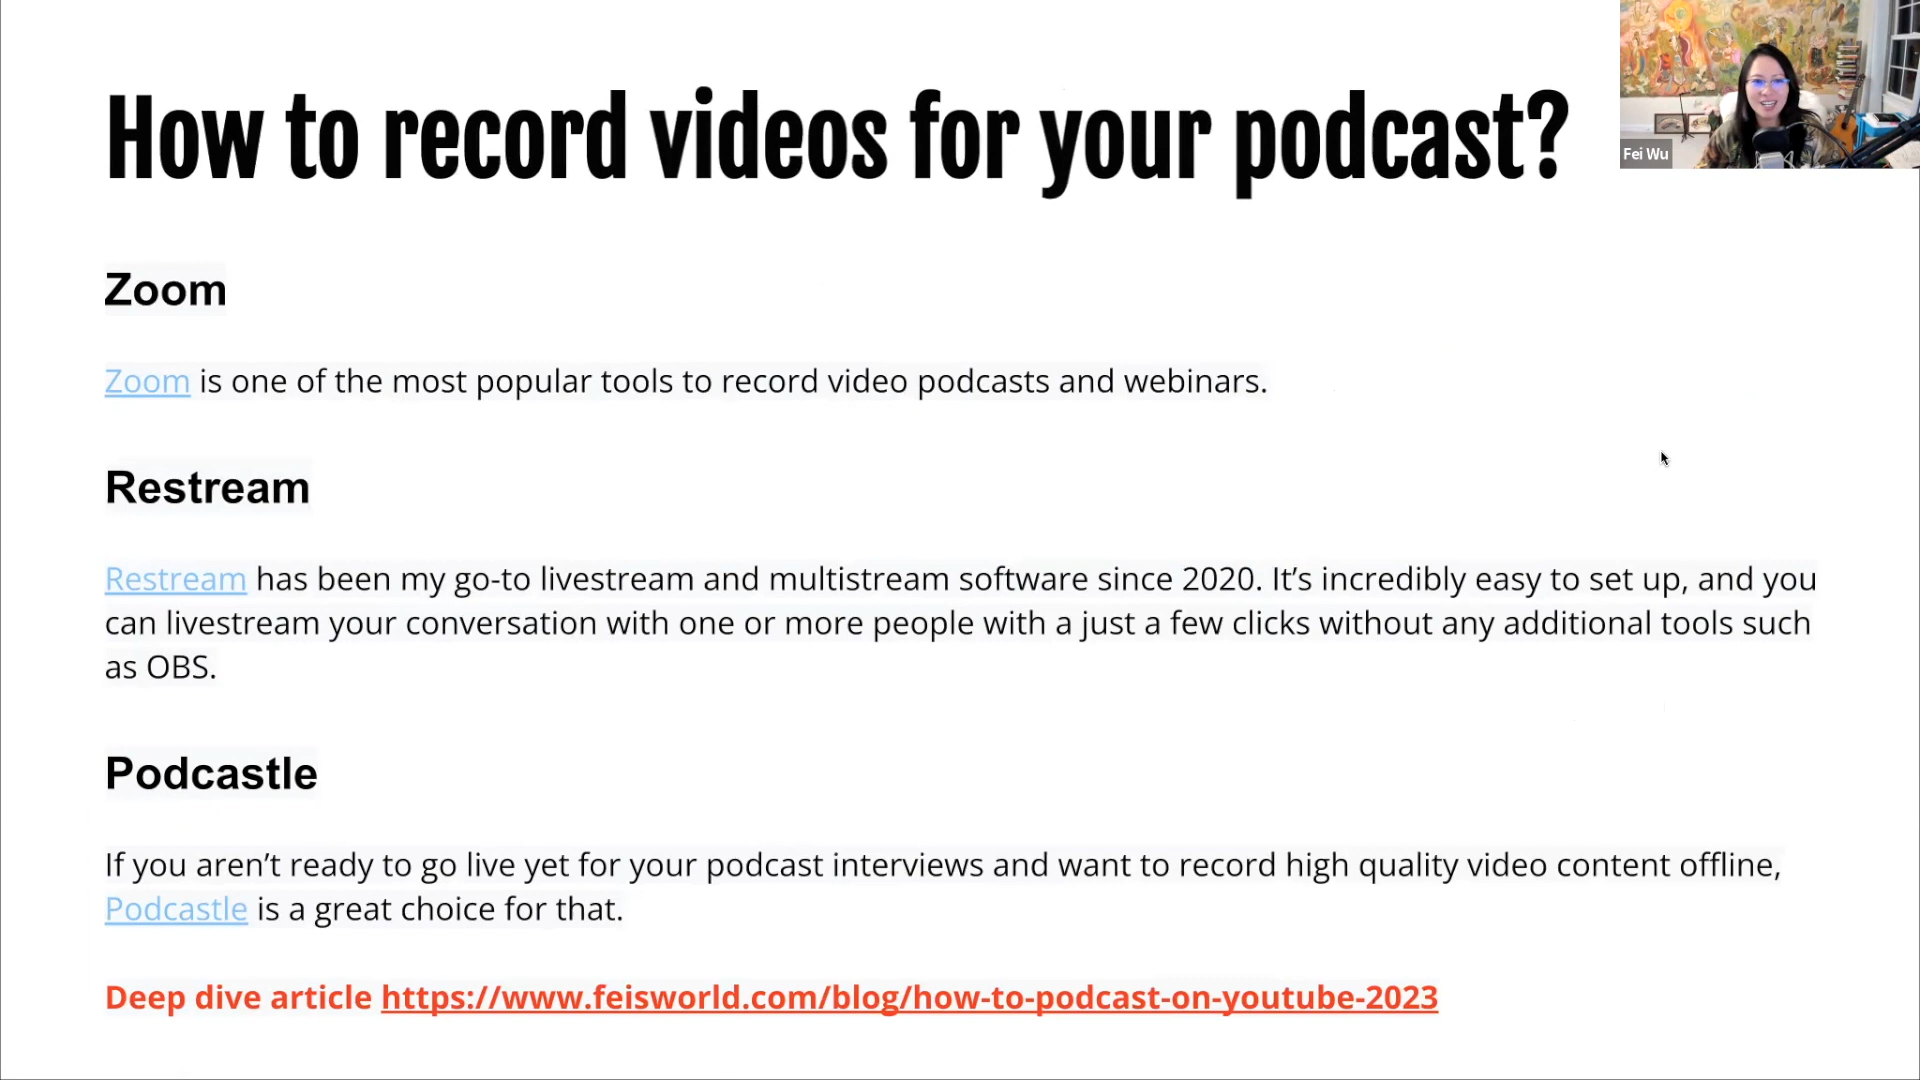 How to record videos for your podcast?
Fei Wu
Zoom
Zoom is one of the most popular tools to record video podcasts and webinars.
Restream
Restream has been my go-to livestream and multistream software since 2020. It’s incredibly easy to set up, and you
can livestream your conversation with one or more people with a just a few clicks without any additional tools such
as OBS.
Podcastle
If you aren’t ready to go live yet for your podcast interviews and want to record high quality video content offline,
Podcastle is a great choice for that.
Deep dive article https://www.feisworld.com/blog/how-to-podcast-on-youtube-2023